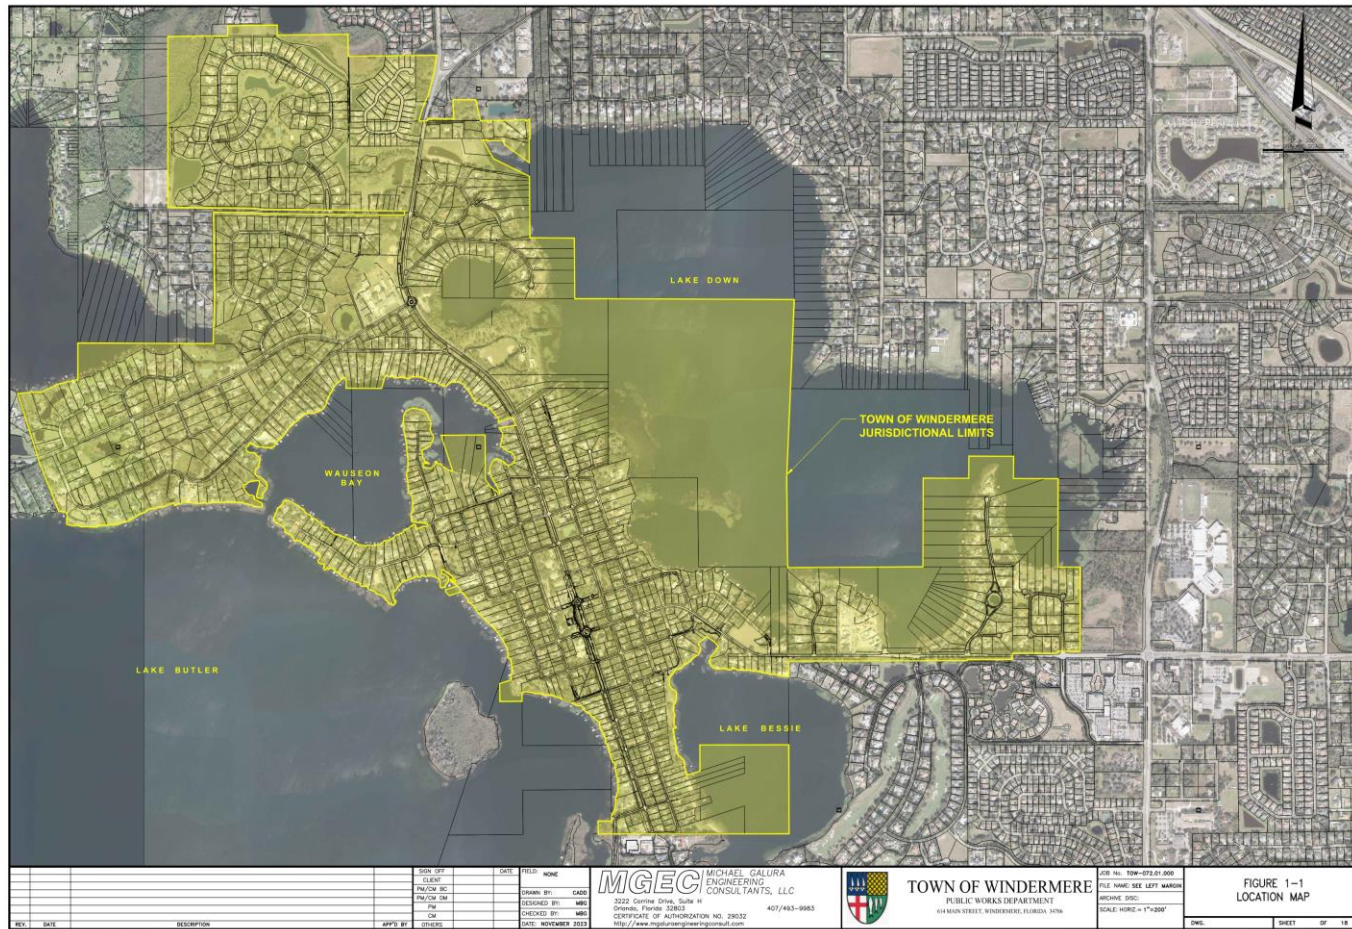 LAKE DOWN
TOWN OF WINDERMERE
JURISDICTIONAL LIMITS
WAUSEON
BAY
LAKE BUTLER
LAKE BESSIE
REV. DATE DESCRIPTION APP'D BY
SIGN OFF DATE
CLIENT
PM/CM BC
PM/CM DM
PM
CM
OTHERS
FIELD: NONE
DRAWN BY: CADD
DESIGNED BY: MBG
CHECKED BY: MBG
DATE: NOVEMBER 2023
MGEC MICHAEL GALURA
ENGINEERING
CONSULTANTS, LLC
3222 Corrine Drive, Suite H
Orlando, Florida 32803 407/493-9983
CERTIFICATE OF AUTHORIZATION NO. 29032
http://www.mgaluraengineeringconsult.com
TOWN OF WINDERMERE
PUBLIC WORKS DEPARTMENT
614 MAIN STREET, WINDERMERE, FLORIDA 34786
JOB No.: TOW-072.01.000
FILE NAME: SEE LEFT MARGIN
ARCHIVE DISC:
SCALE: HORIZ.= 1"=200'
FIGURE 1-1
LOCATION MAP
DWG. SHEET OF 18